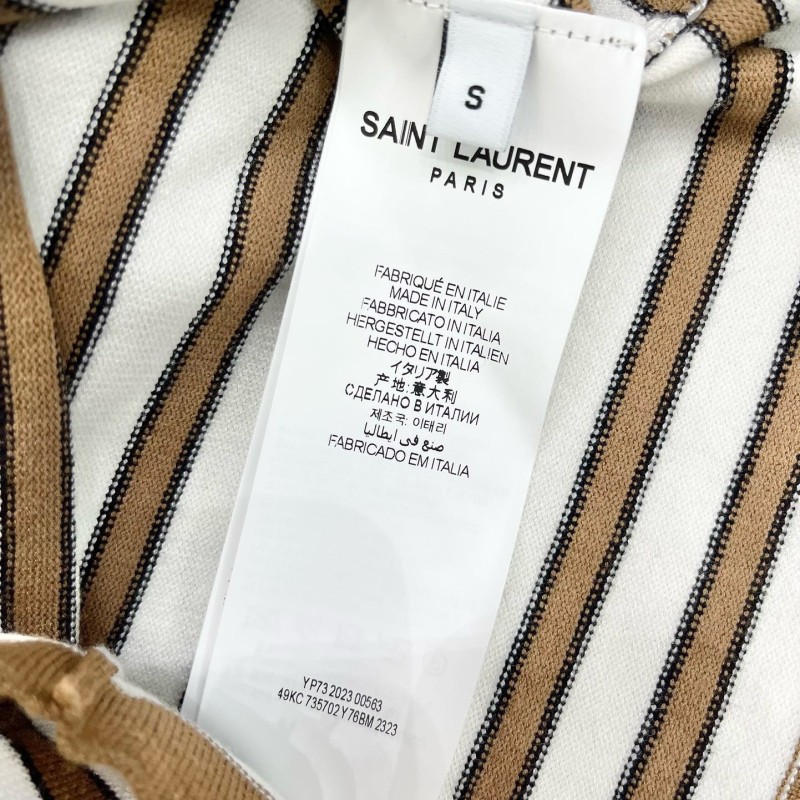 S
SAINT LAURENT
PARIS
FABRIQUÉ EN ITALIE
MADE IN ITALY
FABBRICATO IN ITALIA
HERGESTELLT IN ITALIEN
HECHO EN ITALIA
イタリア製
产地:意大利
СДЕЛАНО В ИТАЛИИ
제조국: 이태리
صنع في ايطاليا
FABRICADO EM ITALIA
YP73 2023 00563
49KC 735702 Y76BM 2323